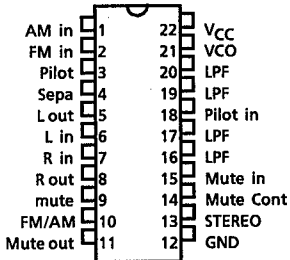 AM in 1 22 VCC
FM in 2 21 VCO
Pilot 3 20 LPF
Sepa 4 19 LPF
L out 5 18 Pilot in
L in 6 17 LPF
R in 7 16 LPF
R out 8 15 Mute in
mute 9 14 Mute Cont
FM/AM 10 13 STEREO
Mute out 11 12 GND